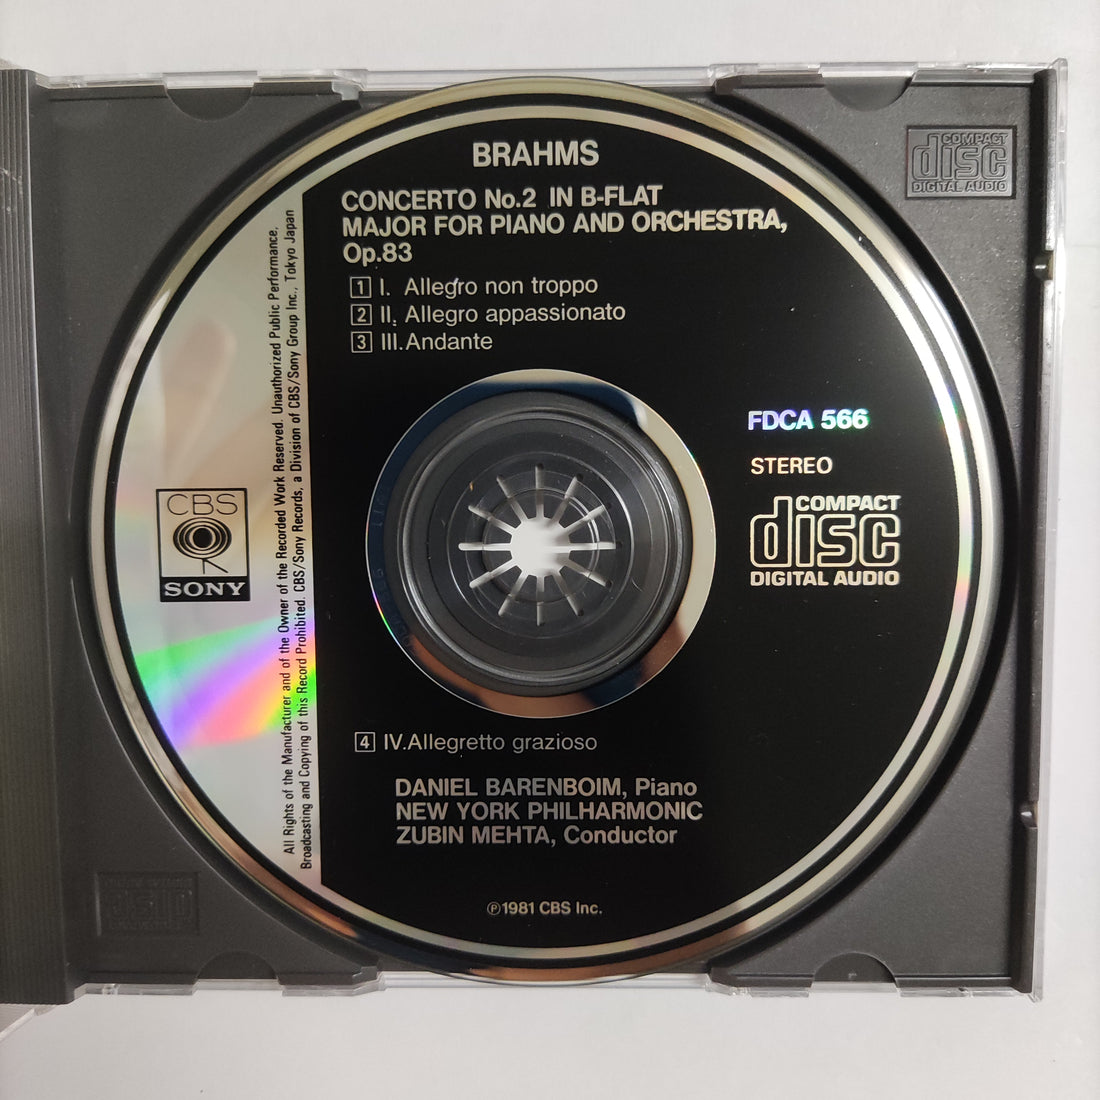 BRAHMS
CONCERTO No.2 IN B-FLAT
MAJOR FOR PIANO AND ORCHESTRA,
Op.83
1 I. Allegro non troppo
2 II. Allegro appassionato
3 III. Andante
FDCA 566
STEREO
COMPACT
disc
DIGITAL AUDIO
4 IV. Allegretto grazioso
DANIEL BARENBOIM, Piano
NEW YORK PHILHARMONIC
ZUBIN MEHTA, Conductor
℗1981 CBS Inc.
CBS
SONY
All Rights of the Manufacturer and of the Owner of the Recorded Work Reserved. Unauthorized Public Performance,
Broadcasting and Copying of this Record Prohibited. CBS/Sony Records, a Division of CBS/Sony Group Inc., Tokyo Japan
COMPACT
disc
DIGITAL AUDIO